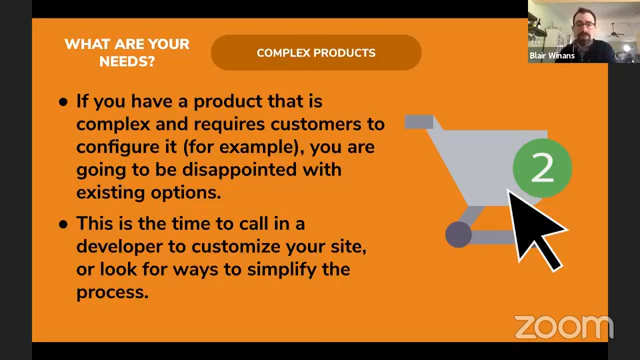 WHAT ARE YOUR
NEEDS?
COMPLEX PRODUCTS
Blair Winans
● If you have a product that is
complex and requires customers to
configure it (for example), you are
going to be disappointed with
existing options.
● This is the time to call in a
developer to customize your site,
or look for ways to simplify the
process.
2
zoom